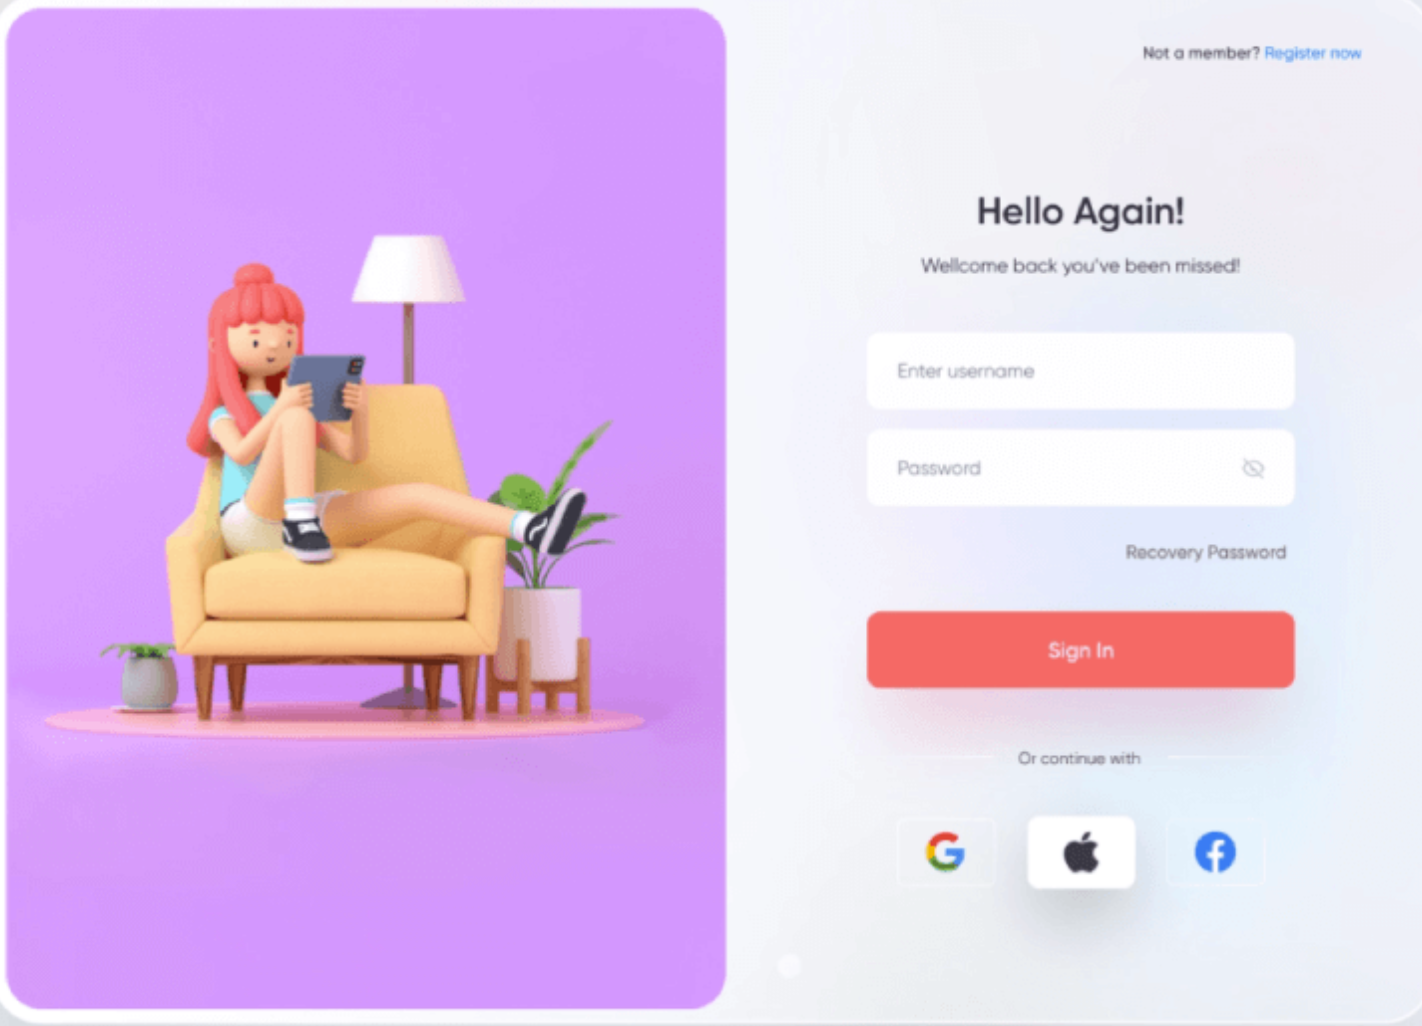 Not a member? Register now
Hello Again!
Wellcome back you've been missed!
Enter username
Password
Recovery Password
Sign In
Or continue with